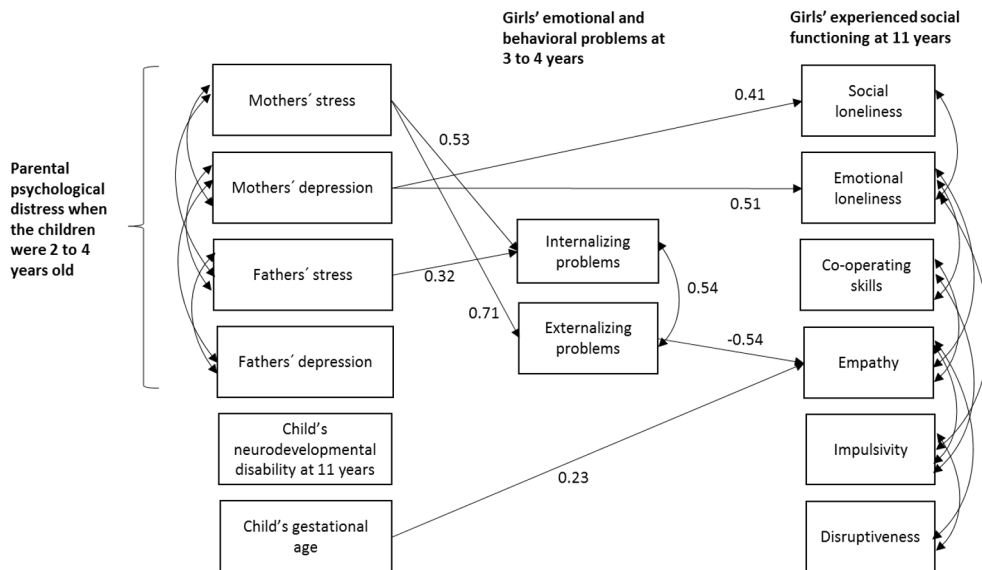 Girls’ emotional and
behavioral problems at
3 to 4 years
Girls’ experienced social
functioning at 11 years
Parental
psychological
distress when
the children
were 2 to 4
years old
Mothers´ stress
Mothers’ depression
Fathers´ stress
Fathers´ depression
Child’s
neurodevelopmental
disability at 11 years
Child’s gestational
age
0.53
0.32
0.71
Internalizing
problems
Externalizing
problems
0.54
0.41
0.51
-0.54
0.23
Social
loneliness
Emotional
loneliness
Co-operating
skills
Empathy
Impulsivity
Disruptiveness